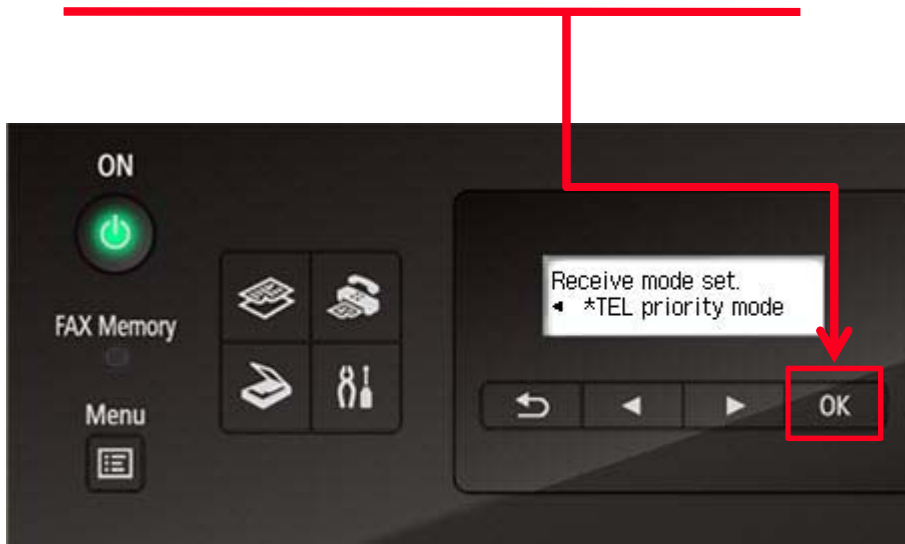 ON
FAX Memory
Menu
Receive mode set.
*TEL priority mode
OK